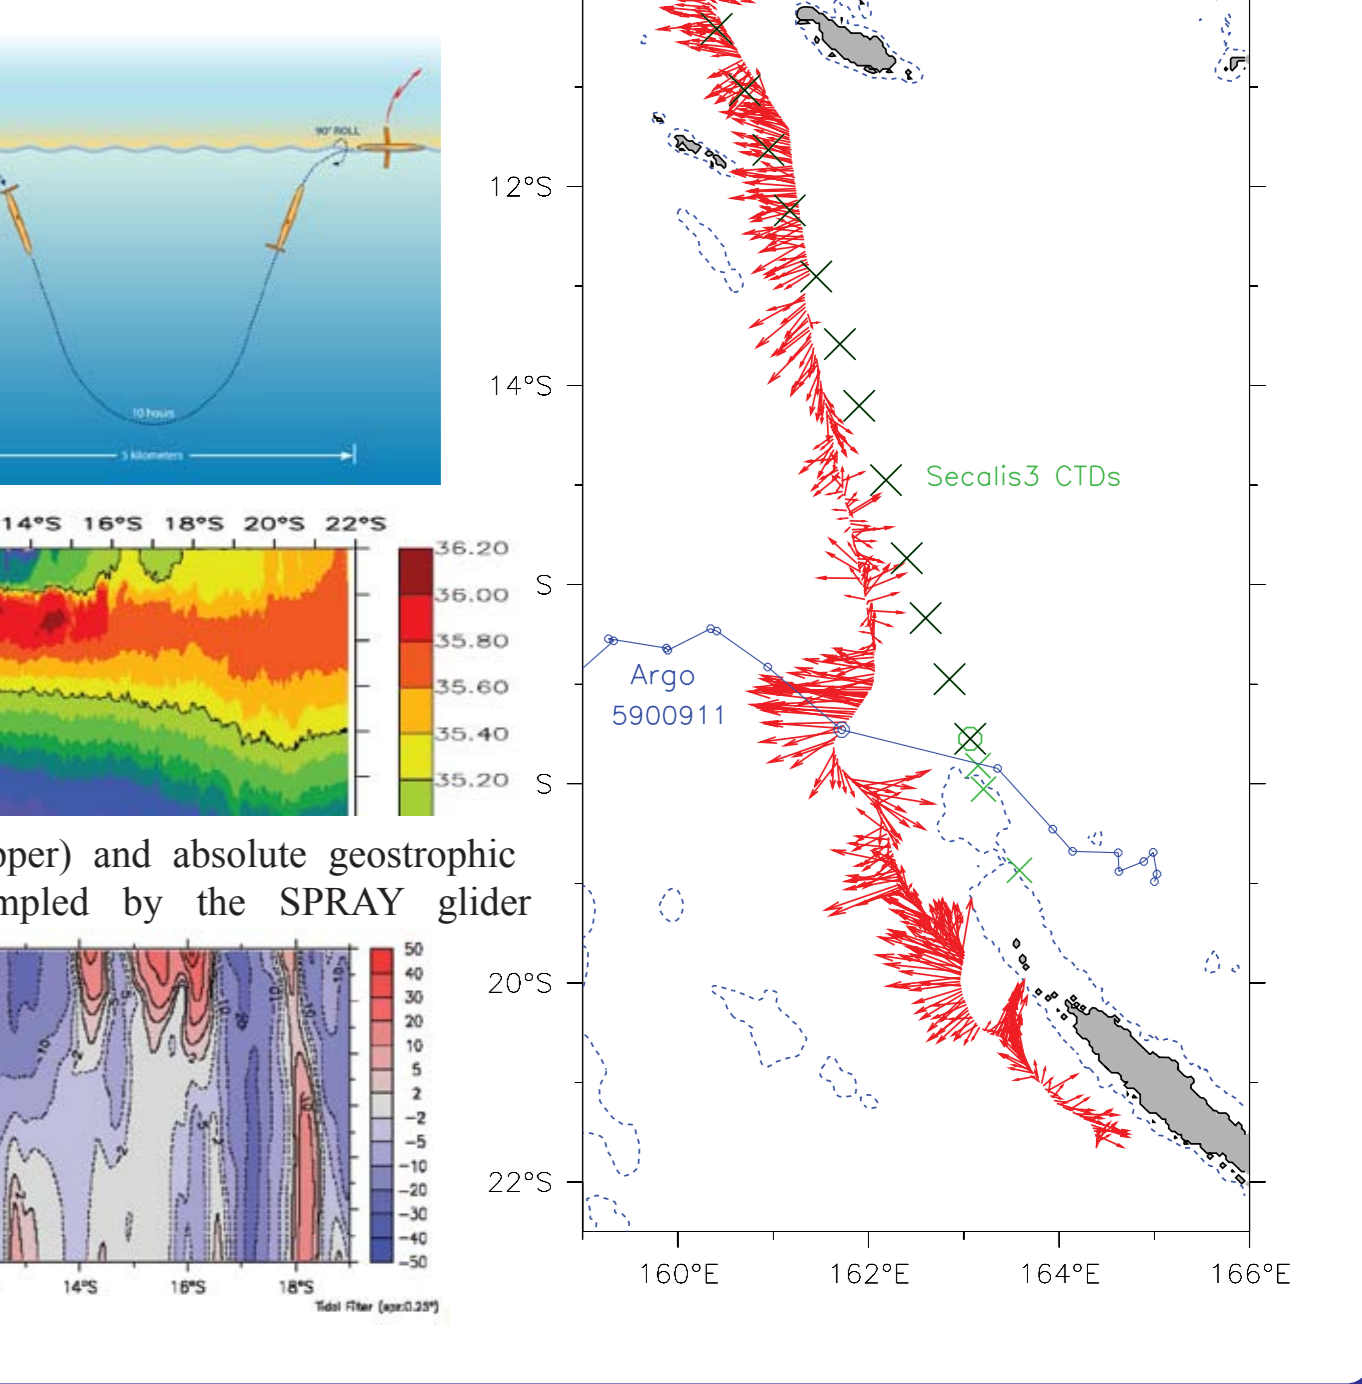 90° ROLL
10 hours
5 kilometers
14°S 16°S 18°S 20°S 22°S
36.20
36.00
35.80
35.60
35.40
35.20
pper) and absolute geostrophic
mpled by the SPRAY glider
50
40
30
20
10
5
2
-2
-5
-10
-20
-30
-40
-50
14°S 16°S 18°S
Tidal Filter (epz:0.25°)
12°S
14°S
S
S
20°S
22°S
Secalis3 CTDs
Argo
5900911
160°E 162°E 164°E 166°E